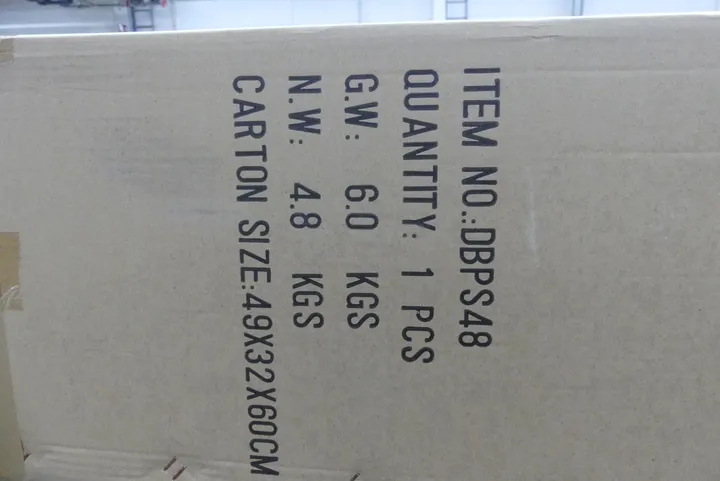 ITEM NO.:DBPS48
QUANTITY: 1 PCS
G.W: 6.0 KGS
N.W: 4.8 KGS
CARTON SIZE:49X32X60CM